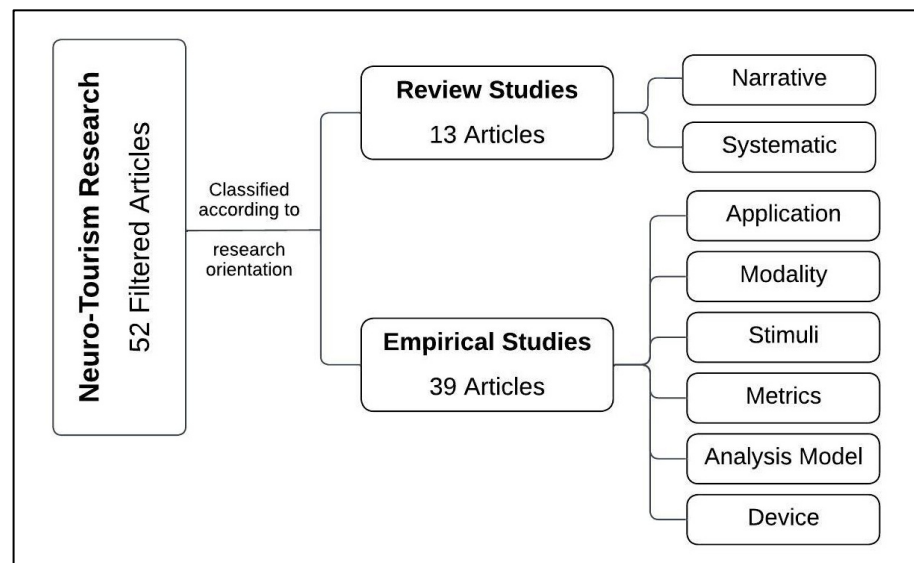 Neuro-Tourism Research
52 Filtered Articles
Classified
according to
research
orientation
Review Studies
13 Articles
Narrative
Systematic
Empirical Studies
39 Articles
Application
Modality
Stimuli
Metrics
Analysis Model
Device